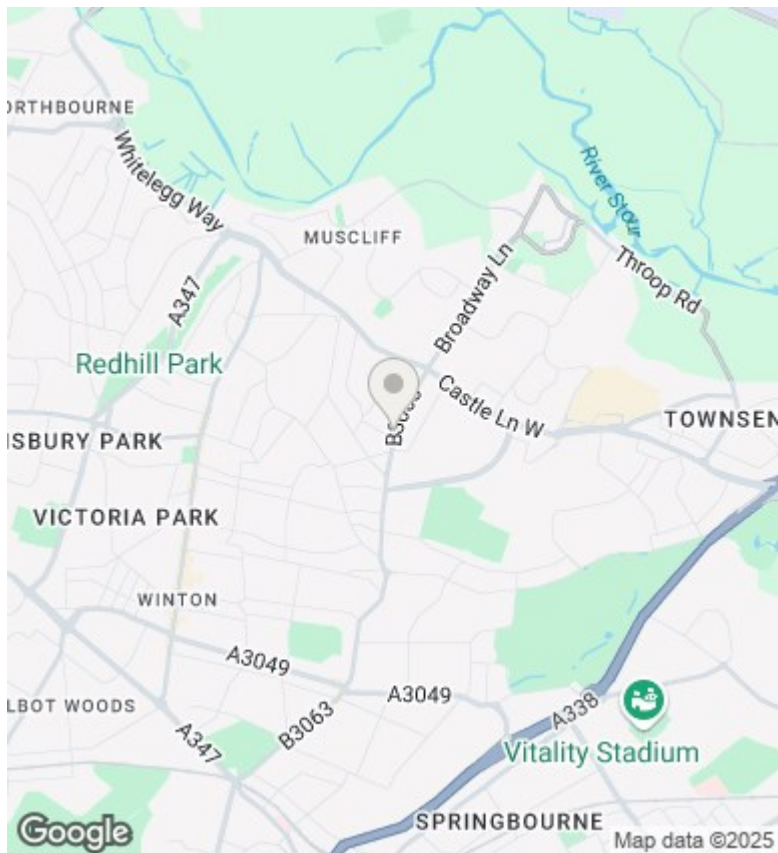 ORTHBOURNE
Whitelegg Way
MUSCLIFF
River Stour
Broadway Ln
Throop Rd
A347
Redhill Park
Castle Ln W
TOWNSEN
ISBURY PARK
VICTORIA PARK
WINTON
A3049
A3049
LBOT WOODS
B3063
A347
A338
Vitality Stadium
SPRINGBOURNE
Google
Map data ©2025